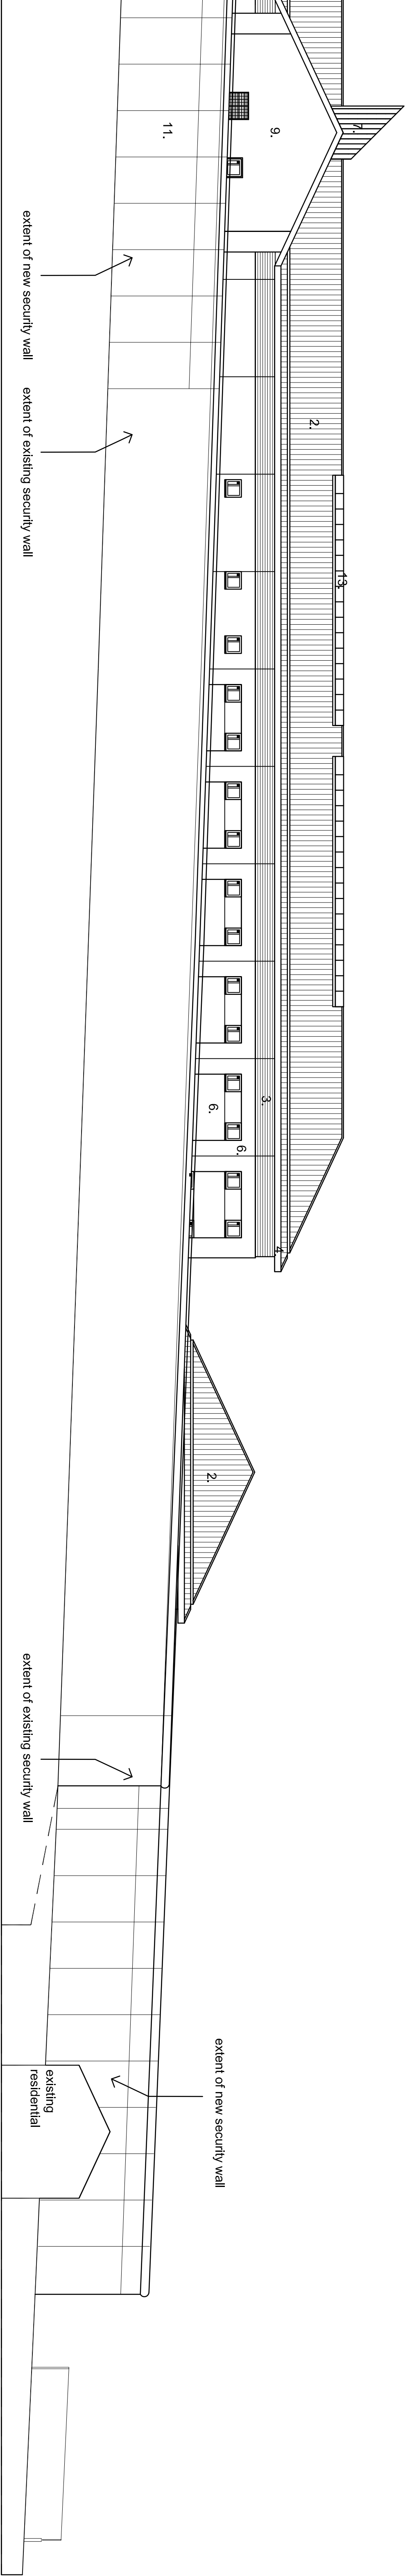 7.
9.
11.
2.
13.
extent of new security wall
extent of existing security wall
3.
6.
6.
4.
2.
extent of existing security wall
extent of new security wall
existing
residential